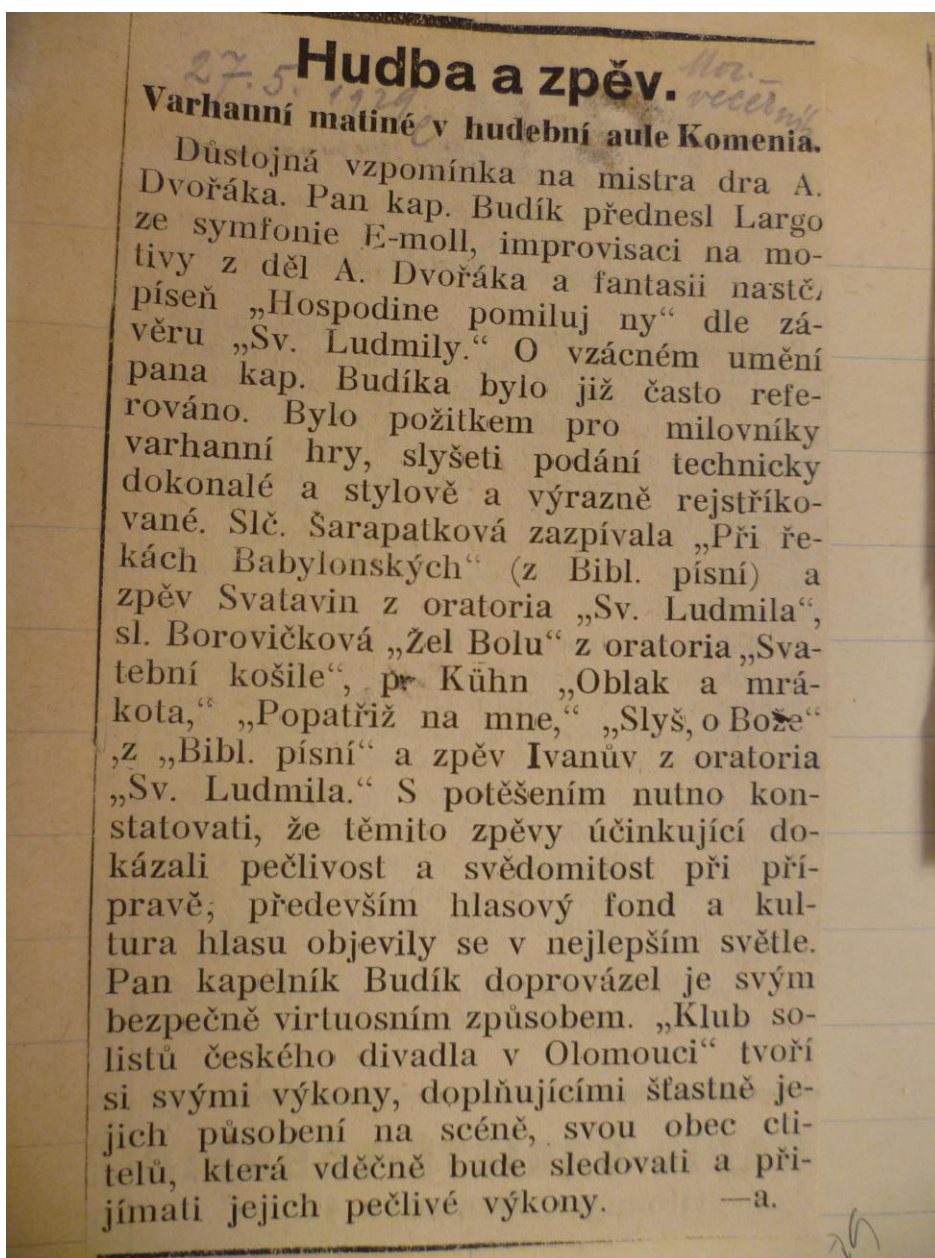 Hudba a zpěv.
27. 5. 1929
Mor.
večerník
Varhanní matiné v hudební aule Komenia.
Důstojná vzpomínka na mistra dra A.
Dvořáka. Pan kap. Budík přednesl Largo
ze symfonie E-moll, improvisaci na mo-
tivy z děl A. Dvořáka a fantasii na stč.
píseň „Hospodine pomiluj ny“ dle zá-
věru „Sv. Ludmily.“ O vzácném umění
pana kap. Budíka bylo již často refe-
rováno. Bylo požitkem pro milovníky
varhanní hry, slyšeti podání technicky
dokonalé a stylově a výrazně rejstříko-
vané. Slč. Šarapatková zazpívala „Při ře-
kách Babylonských“ (z Bibl. písní) a
zpěv Svatavin z oratoria „Sv. Ludmila“,
sl. Borovičková „Žel Bolu“ z oratoria „Sva-
tební košile“, pr Kühn „Oblak a mrá-
kota,“ „Popatřiž na mne,“ „Slyš, o Bože“
,z „Bibl. písní“ a zpěv Ivanův z oratoria
„Sv. Ludmila.“ S potěšením nutno kon-
statovati, že těmito zpěvy účinkující do-
kázali pečlivost a svědomitost při pří-
pravě; především hlasový fond a kul-
tura hlasu objevily se v nejlepším světle.
Pan kapelník Budík doprovázel je svým
bezpečně virtuosním způsobem. „Klub so-
listů českého divadla v Olomouci“ tvoří
si svými výkony, doplňujícími šťastně je-
jich působení na scéně, svou obec cti-
telů, která vděčně bude sledovati a při-
jímati jejich pečlivé výkony. —a.